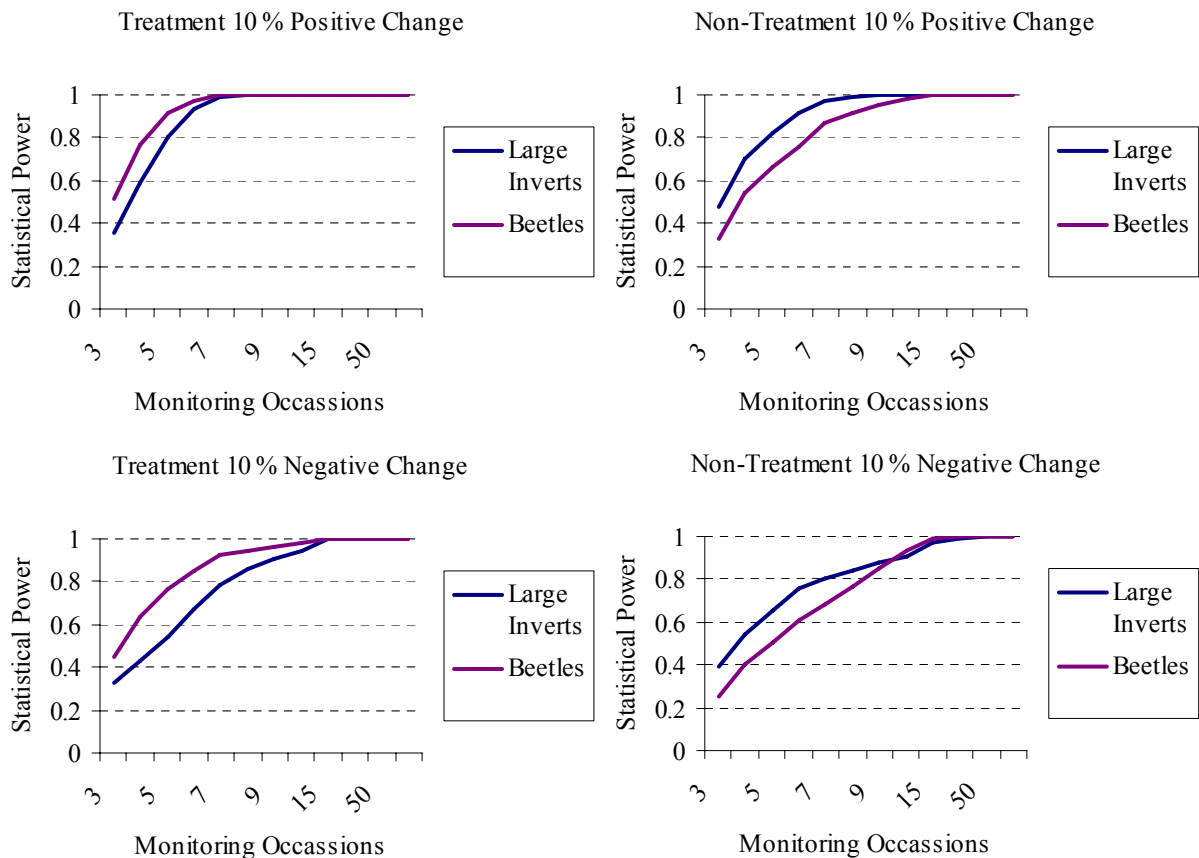 Treatment 10 % Positive Change
Statistical Power
1
0.8
0.6
0.4
0.2
0
3
5
7
9
15
50
Monitoring Occassions
Large
Inverts
Beetles
Non-Treatment 10 % Positive Change
Statistical Power
1
0.8
0.6
0.4
0.2
0
3
5
7
9
15
50
Monitoring Occassions
Large
Inverts
Beetles
Treatment 10 % Negative Change
Statistical Power
1
0.8
0.6
0.4
0.2
0
3
5
7
9
15
50
Monitoring Occassions
Large
Inverts
Beetles
Non-Treatment 10 % Negative Change
Statistical Power
1
0.8
0.6
0.4
0.2
0
3
5
7
9
15
50
Monitoring Occassions
Large
Inverts
Beetles